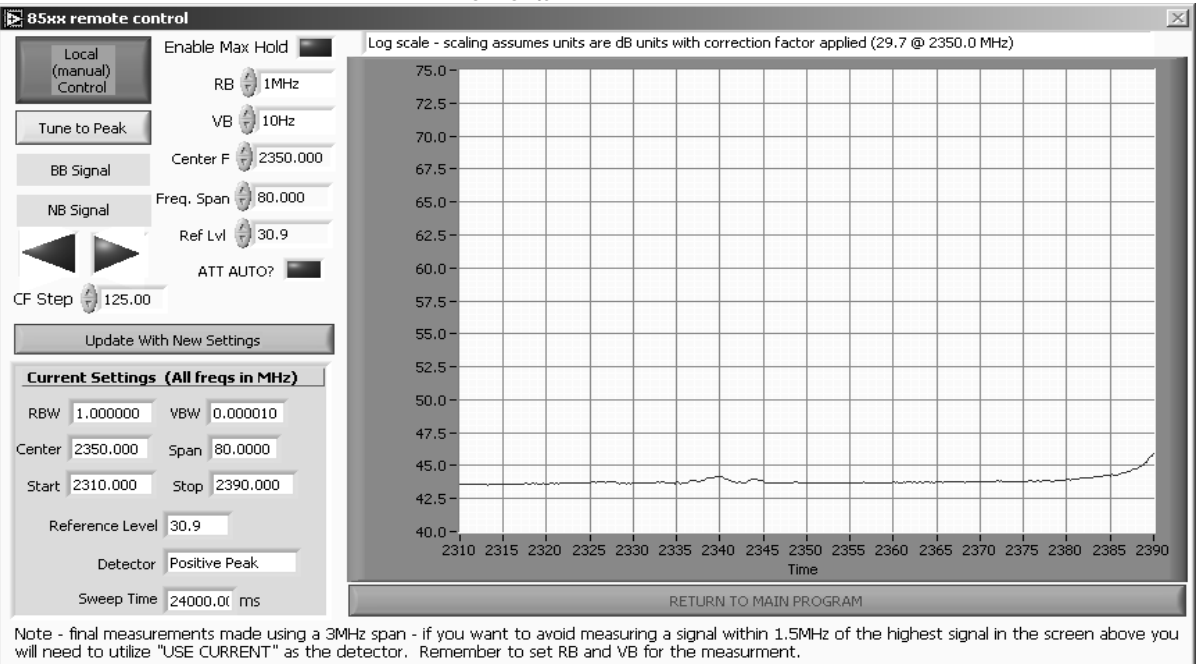 85xx remote control
Local
(manual)
Control
Enable Max Hold
RB 1MHz
Tune to Peak
VB 10Hz
BB Signal
Center F 2350.000
NB Signal
Freq. Span 80.000
Ref Lvl 30.9
ATT AUTO?
CF Step 125.00
Update With New Settings
Current Settings (All freqs in MHz)
RBW 1.000000 VBW 0.000010
Center 2350.000 Span 80.0000
Start 2310.000 Stop 2390.000
Reference Level 30.9
Detector Positive Peak
Sweep Time 24000.0( ms
Log scale - scaling assumes units are dB units with correction factor applied (29.7 @ 2350.0 MHz)
75.0
72.5
70.0
67.5
65.0
62.5
60.0
57.5
55.0
52.5
50.0
47.5
45.0
42.5
40.0
2310 2315 2320 2325 2330 2335 2340 2345 2350 2355 2360 2365 2370 2375 2380 2385 2390
Time
RETURN TO MAIN PROGRAM
Note - final measurements made using a 3MHz span - if you want to avoid measuring a signal within 1.5MHz of the highest signal in the screen above you
will need to utilize "USE CURRENT" as the detector. Remember to set RB and VB for the measurment.